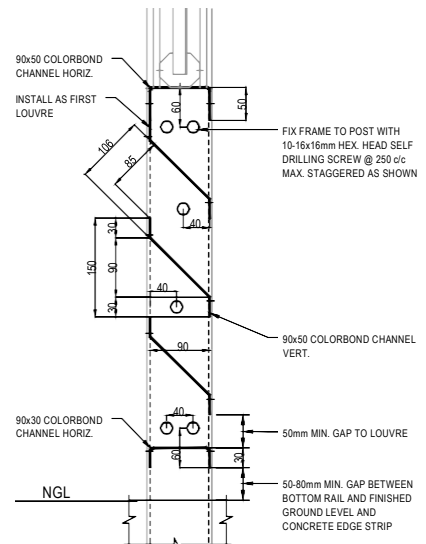 90x50 COLORBOND
CHANNEL HORIZ.
INSTALL AS FIRST
LOUVRE
60
50
FIX FRAME TO POST WITH
10-16x16mm HEX. HEAD SELF
DRILLING SCREW @ 250 c/c
MAX. STAGGERED AS SHOWN
106
85
40
30
150
90
30
40
90
90x50 COLORBOND CHANNEL
VERT.
90x30 COLORBOND
CHANNEL HORIZ.
40
60
30
50mm MIN. GAP TO LOUVRE
NGL
50-80mm MIN. GAP BETWEEN
BOTTOM RAIL AND FINISHED
GROUND LEVEL AND
CONCRETE EDGE STRIP